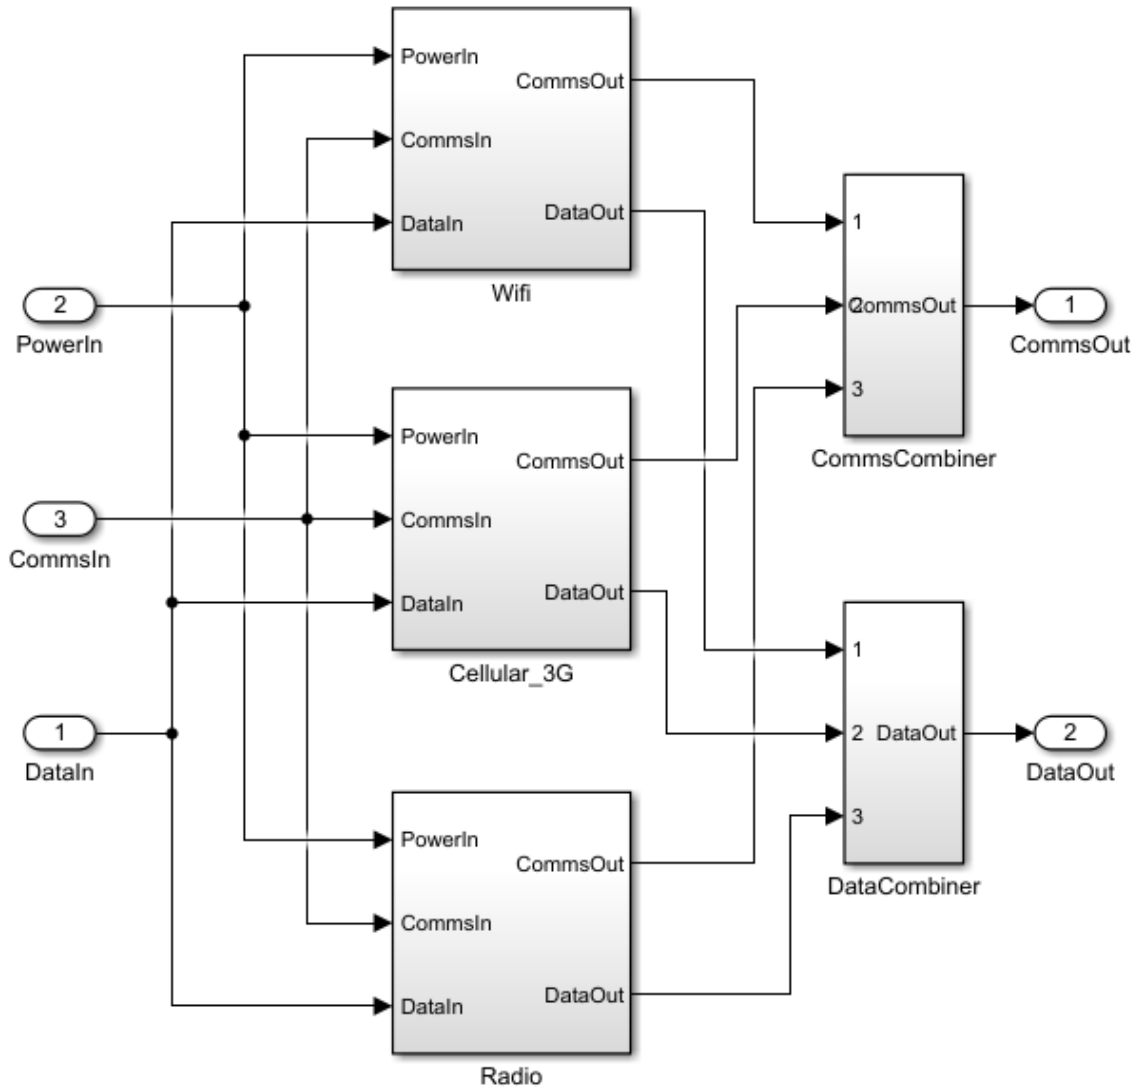 PowerIn
CommsIn
DataIn
CommsOut
DataOut
Wifi
2
PowerIn
3
CommsIn
1
DataIn
PowerIn
CommsIn
DataIn
CommsOut
DataOut
Cellular_3G
PowerIn
CommsIn
DataIn
CommsOut
DataOut
Radio
1
2
3
CommsOut
CommsCombiner
1
CommsOut
1
2
3
DataOut
DataCombiner
2
DataOut